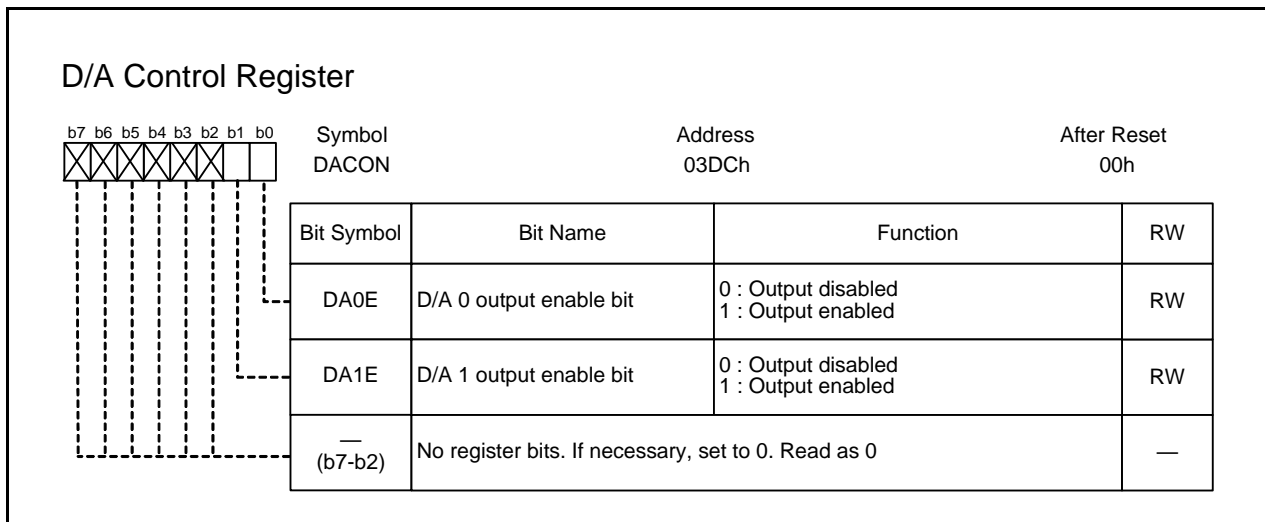 D/A Control Register
b7 b6 b5 b4 b3 b2 b1 b0
Symbol Address After Reset
DACON 03DCh 00h
Bit Symbol Bit Name Function RW
DA0E D/A 0 output enable bit 0 : Output disabled
1 : Output enabled RW
DA1E D/A 1 output enable bit 0 : Output disabled
1 : Output enabled RW
—
(b7-b2) No register bits. If necessary, set to 0. Read as 0 —